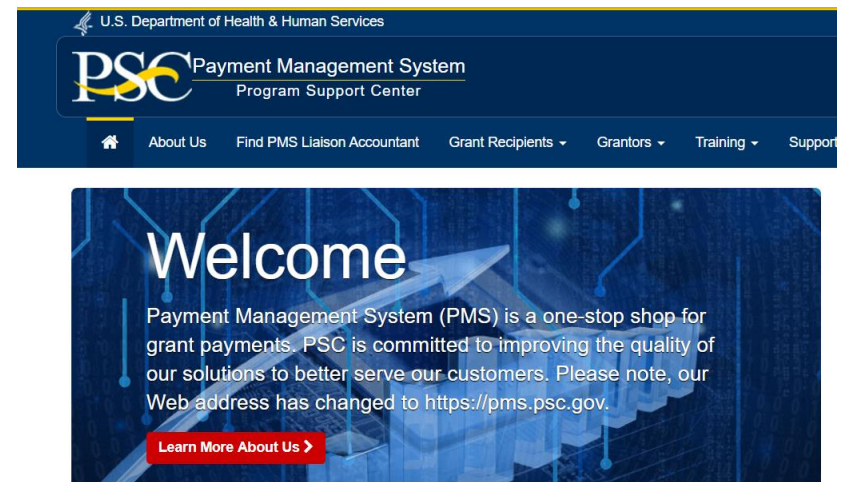 U.S. Department of Health & Human Services
PSC
Payment Management System
Program Support Center
About Us Find PMS Liaison Accountant Grant Recipients Grantors Training Support
Welcome
Payment Management System (PMS) is a one-stop shop for
grant payments. PSC is committed to improving the quality of
our solutions to better serve our customers. Please note, our
Web address has changed to https://pms.psc.gov.
Learn More About Us